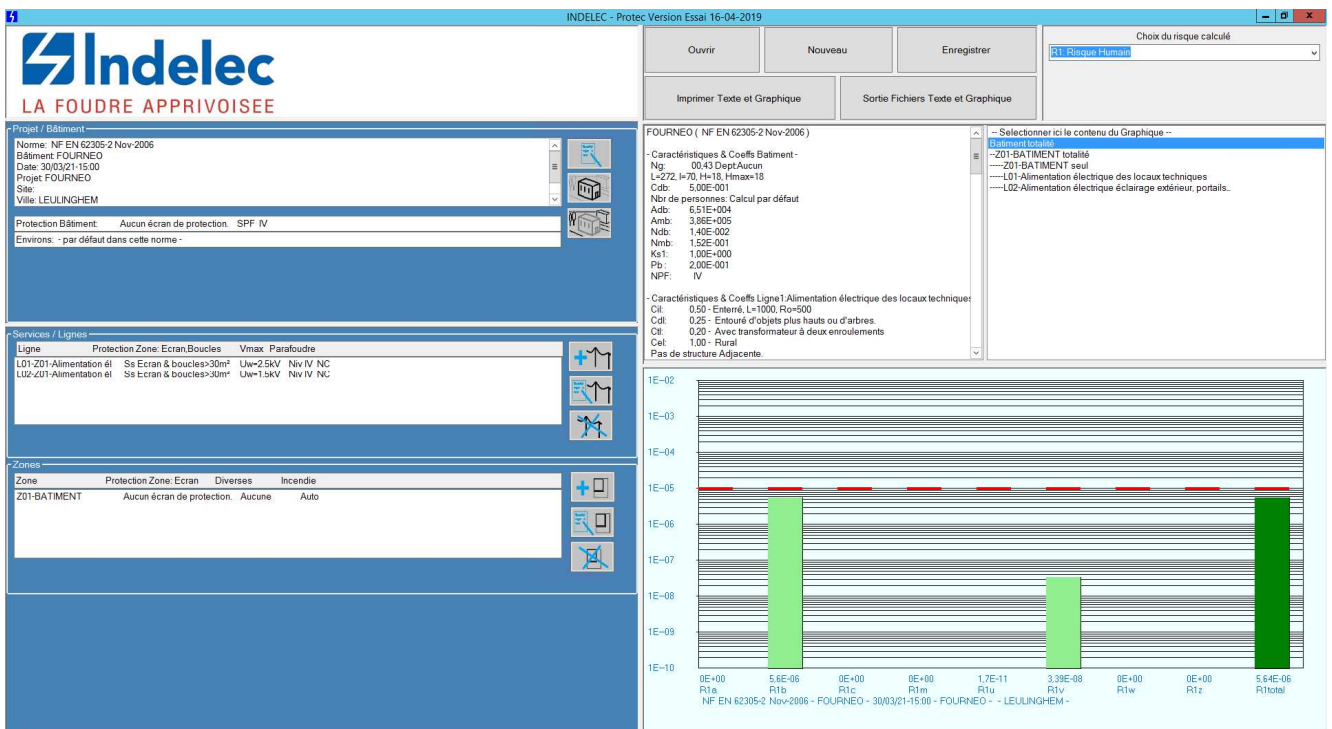 INDELEC - Protec Version Essai 16-04-2019
Indelec
LA FOUDRE APPRIVOISEE
Ouvrir
Nouveau
Enregistrer
Imprimer Texte et Graphique
Sortie Fichiers Texte et Graphique
Choix du risque calculé
R1: Risque Humain
Projet / Bâtiment
Norme: NF EN 62305-2 Nov-2006
Bâtiment: FOURNEO
Date: 30/03/21-15:00
Projet: FOURNEO
Site:
Ville: LEULINGHEM
Protection Bâtiment: Aucun écran de protection. SPF IV
Environs: - par défaut dans cette norme -
Services / Lignes
Ligne Protection Zone: Ecran,Boucles Vmax Parafoudre
L01-Z01-Alimentation él Ss Ecran & boucles>30m² Uw=2.5kV Niv IV NC
L02-Z01-Alimentation él Ss Ecran & boucles>30m² Uw=1.5kV Niv IV NC
Zones
Zone Protection Zone: Ecran Diverses Incendie
Z01-BATIMENT Aucun écran de protection. Aucune Auto
FOURNEO ( NF EN 62305-2 Nov-2006 )
- Caractéristiques & Coeffs Batiment -
Ng: 00,43 Dept:Aucun
L=272, l=70, H=18, Hmax=18
Cdb: 5,00E-001
Nbr de personnes: Calcul par défaut
Adb: 6,51E+004
Amb: 3,86E+005
Ndb: 1,40E-002
Nmb: 1,52E-001
Ks1: 1,00E+000
Pb : 2,00E-001
NPF: IV
- Caractéristiques & Coeffs Ligne1:Alimentation électrique des locaux techniques
Cil: 0,50 - Enterré, L=1000, Ro=500
Cdl: 0,25 - Entouré d'objets plus hauts ou d'arbres.
Ctl: 0,20 - Avec transformateur à deux enroulements
Cel: 1,00 - Rural
Pas de structure Adjacente.
-- Selectionner ici le contenu du Graphique --
Batiment totalité
--Z01-BATIMENT totalité
-----Z01-BATIMENT seul
-----L01-Alimentation électrique des locaux techniques
-----L02-Alimentation électrique éclairage extérieur, portails..
1E-02
1E-03
1E-04
1E-05
1E-06
1E-07
1E-08
1E-09
1E-10
0E+00 5,6E-06 0E+00 0E+00 1,7E-11 3,39E-08 0E+00 0E+00 5,64E-06
R1a R1b R1c R1m R1u R1v R1w R1z R1total
NF EN 62305-2 Nov-2006 - FOURNEO - 30/03/21-15:00 - FOURNEO - - LEULINGHEM -